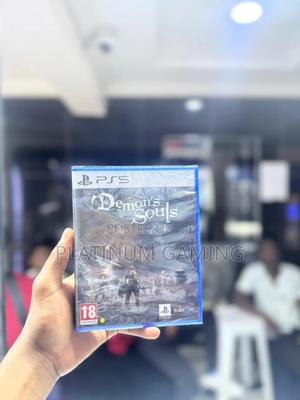 PS5
Demon's
Souls
PLATINUM GAMING
18